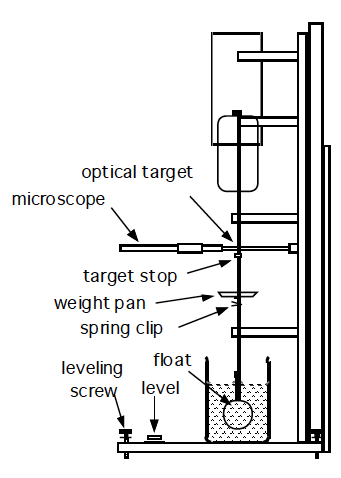 optical target
microscope
target stop
weight pan
spring clip
float
leveling
screw
level